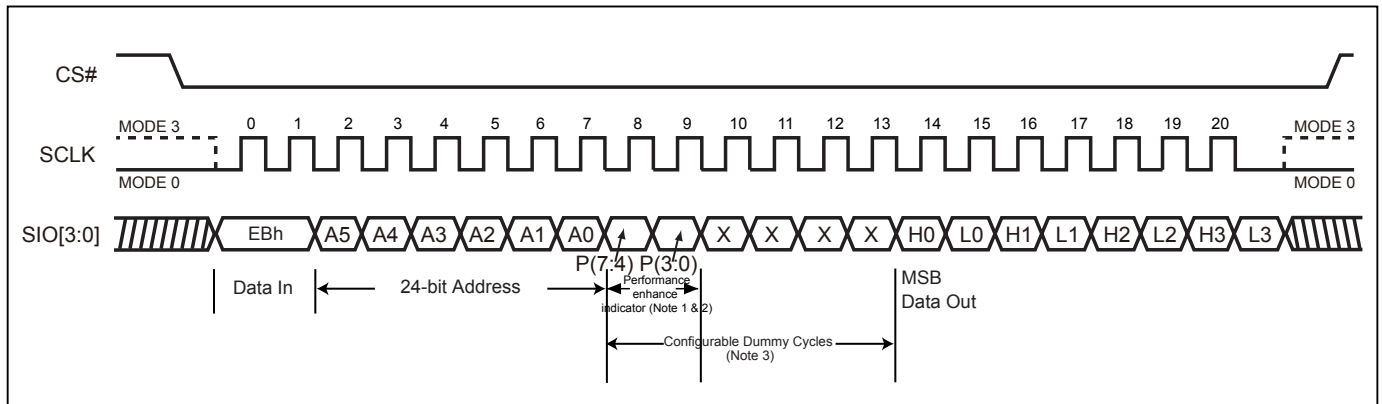 CS#
MODE 3
0 1 2 3 4 5 6 7 8 9 10 11 12 13 14 15 16 17 18 19 20
MODE 3
SCLK
MODE 0
MODE 0
SIO[3:0]
EBh A5 A4 A3 A2 A1 A0 X X X X H0 L0 H1 L1 H2 L2 H3 L3
P(7:4) P(3:0)
Data In
24-bit Address
Performance
enhance
indicator (Note 1 & 2)
MSB
Data Out
Configurable Dummy Cycles
(Note 3)